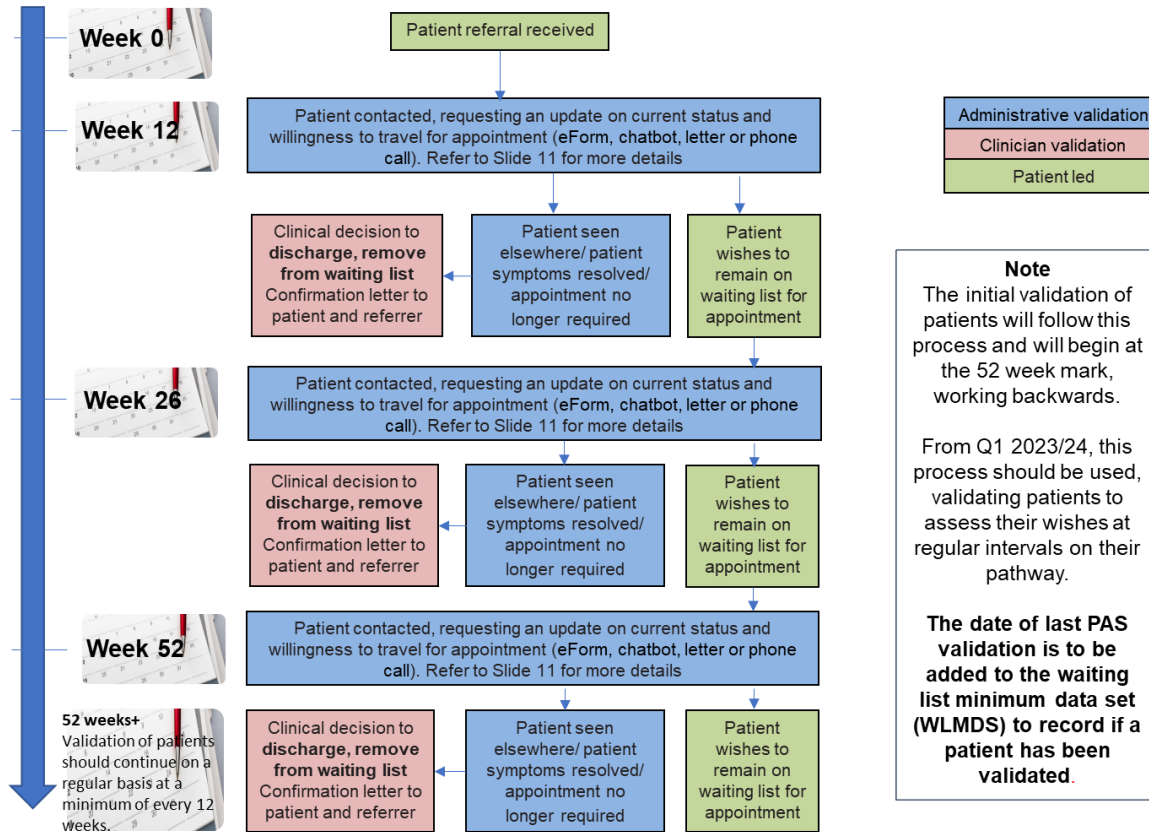 Week 0
Patient referral received
Week 12
Patient contacted, requesting an update on current status and
willingness to travel for appointment (eForm, chatbot, letter or phone
call). Refer to Slide 11 for more details
Administrative validation
Clinician validation
Patient led
Clinical decision to
discharge, remove
from waiting list
Confirmation letter to
patient and referrer
Patient seen
elsewhere/ patient
symptoms resolved/
appointment no
longer required
Patient
wishes to
remain on
waiting list for
appointment
Week 26
Patient contacted, requesting an update on current status and
willingness to travel for appointment (eForm, chatbot, letter or phone
call). Refer to Slide 11 for more details
Clinical decision to
discharge, remove
from waiting list
Confirmation letter to
patient and referrer
Patient seen
elsewhere/ patient
symptoms resolved/
appointment no
longer required
Patient
wishes to
remain on
waiting list for
appointment
Week 52
Patient contacted, requesting an update on current status and
willingness to travel for appointment (eForm, chatbot, letter or phone
call). Refer to Slide 11 for more details
52 weeks+
Validation of patients
should continue on a
regular basis at a
minimum of every 12
weeks.
Clinical decision to
discharge, remove
from waiting list
Confirmation letter to
patient and referrer
Patient seen
elsewhere/ patient
symptoms resolved/
appointment no
longer required
Patient
wishes to
remain on
waiting list for
appointment
Note
The initial validation of
patients will follow this
process and will begin at
the 52 week mark,
working backwards.
From Q1 2023/24, this
process should be used,
validating patients to
assess their wishes at
regular intervals on their
pathway.
The date of last PAS
validation is to be
added to the waiting
list minimum data set
(WLMDS) to record if a
patient has been
validated.